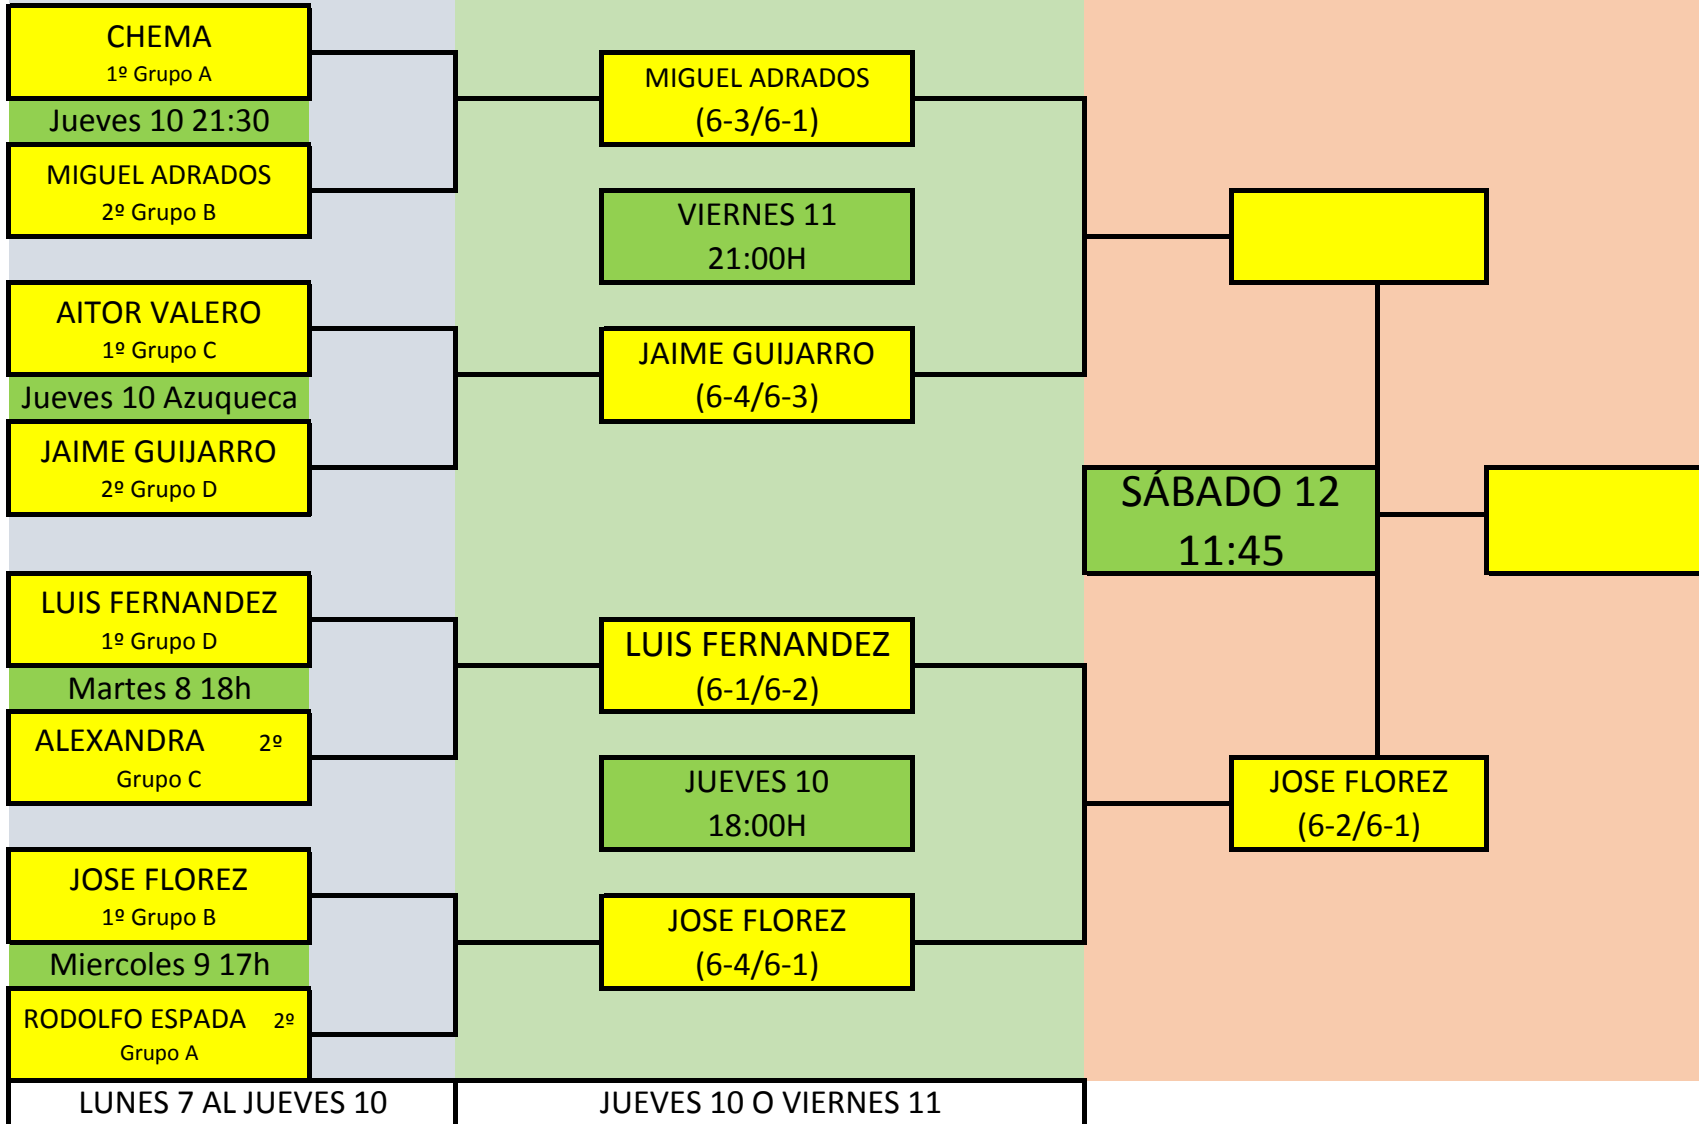 CHEMA
1º Grupo A
Jueves 10 21:30
MIGUEL ADRADOS
2º Grupo B
AITOR VALERO
1º Grupo C
Jueves 10 Azuqueca
JAIME GUIJARRO
2º Grupo D
LUIS FERNANDEZ
1º Grupo D
Martes 8 18h
ALEXANDRA 2º
Grupo C
JOSE FLOREZ
1º Grupo B
Miercoles 9 17h
RODOLFO ESPADA 2º
Grupo A
LUNES 7 AL JUEVES 10
MIGUEL ADRADOS
(6-3/6-1)
VIERNES 11
21:00H
JAIME GUIJARRO
(6-4/6-3)
LUIS FERNANDEZ
(6-1/6-2)
JUEVES 10
18:00H
JOSE FLOREZ
(6-4/6-1)
JUEVES 10 O VIERNES 11
SÁBADO 12
11:45
JOSE FLOREZ
(6-2/6-1)